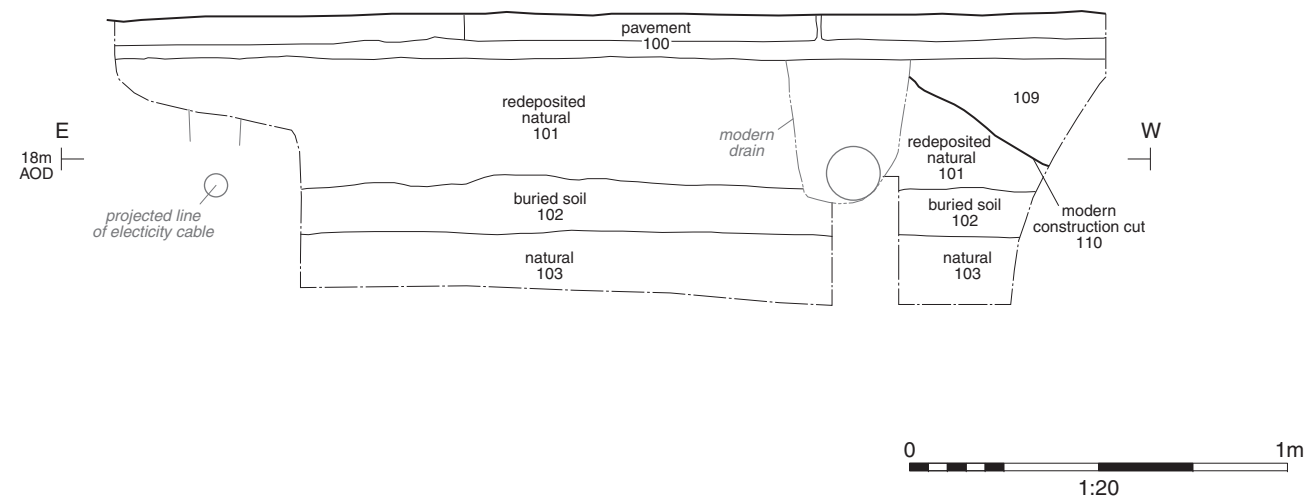 pavement
100
redeposited
natural
101
109
E
W
18m
AOD
modern
drain
redeposited
natural
101
projected line
of electicity cable
buried soil
102
buried soil
102
modern
construction cut
110
natural
103
natural
103
0 1m
1:20